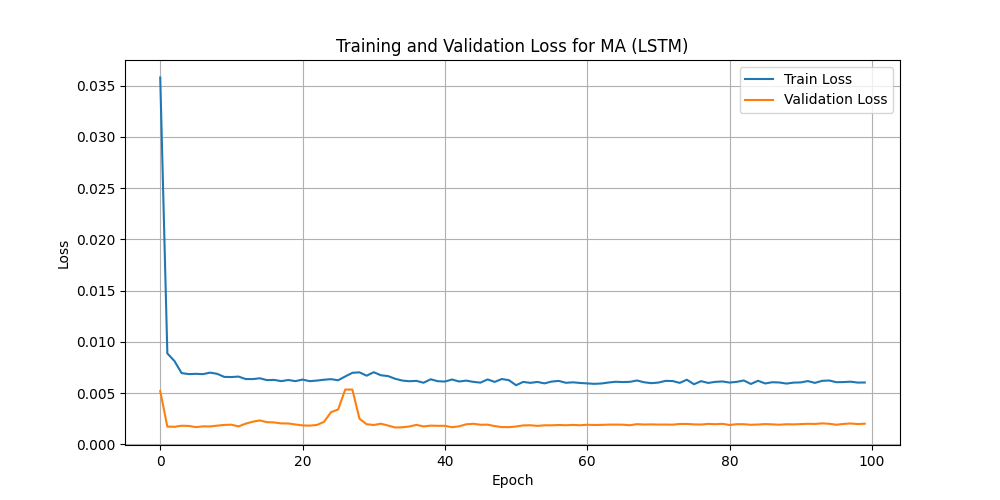 Training and Validation Loss for MA (LSTM)
Train Loss
Validation Loss
0.035
0.030
0.025
0.020
0.015
0.010
0.005
0.000
Loss
0 20 40 60 80 100
Epoch